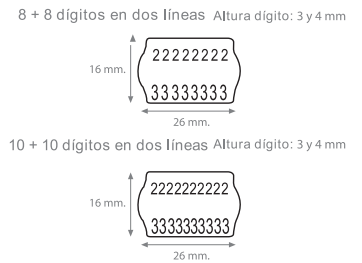 8 + 8 dígitos en dos líneas Altura dígito: 3 y 4 mm
22222222
16 mm.
33333333
26 mm.
10 + 10 dígitos en dos líneas Altura dígito: 3 y 4 mm
2222222222
16 mm.
3333333333
26 mm.